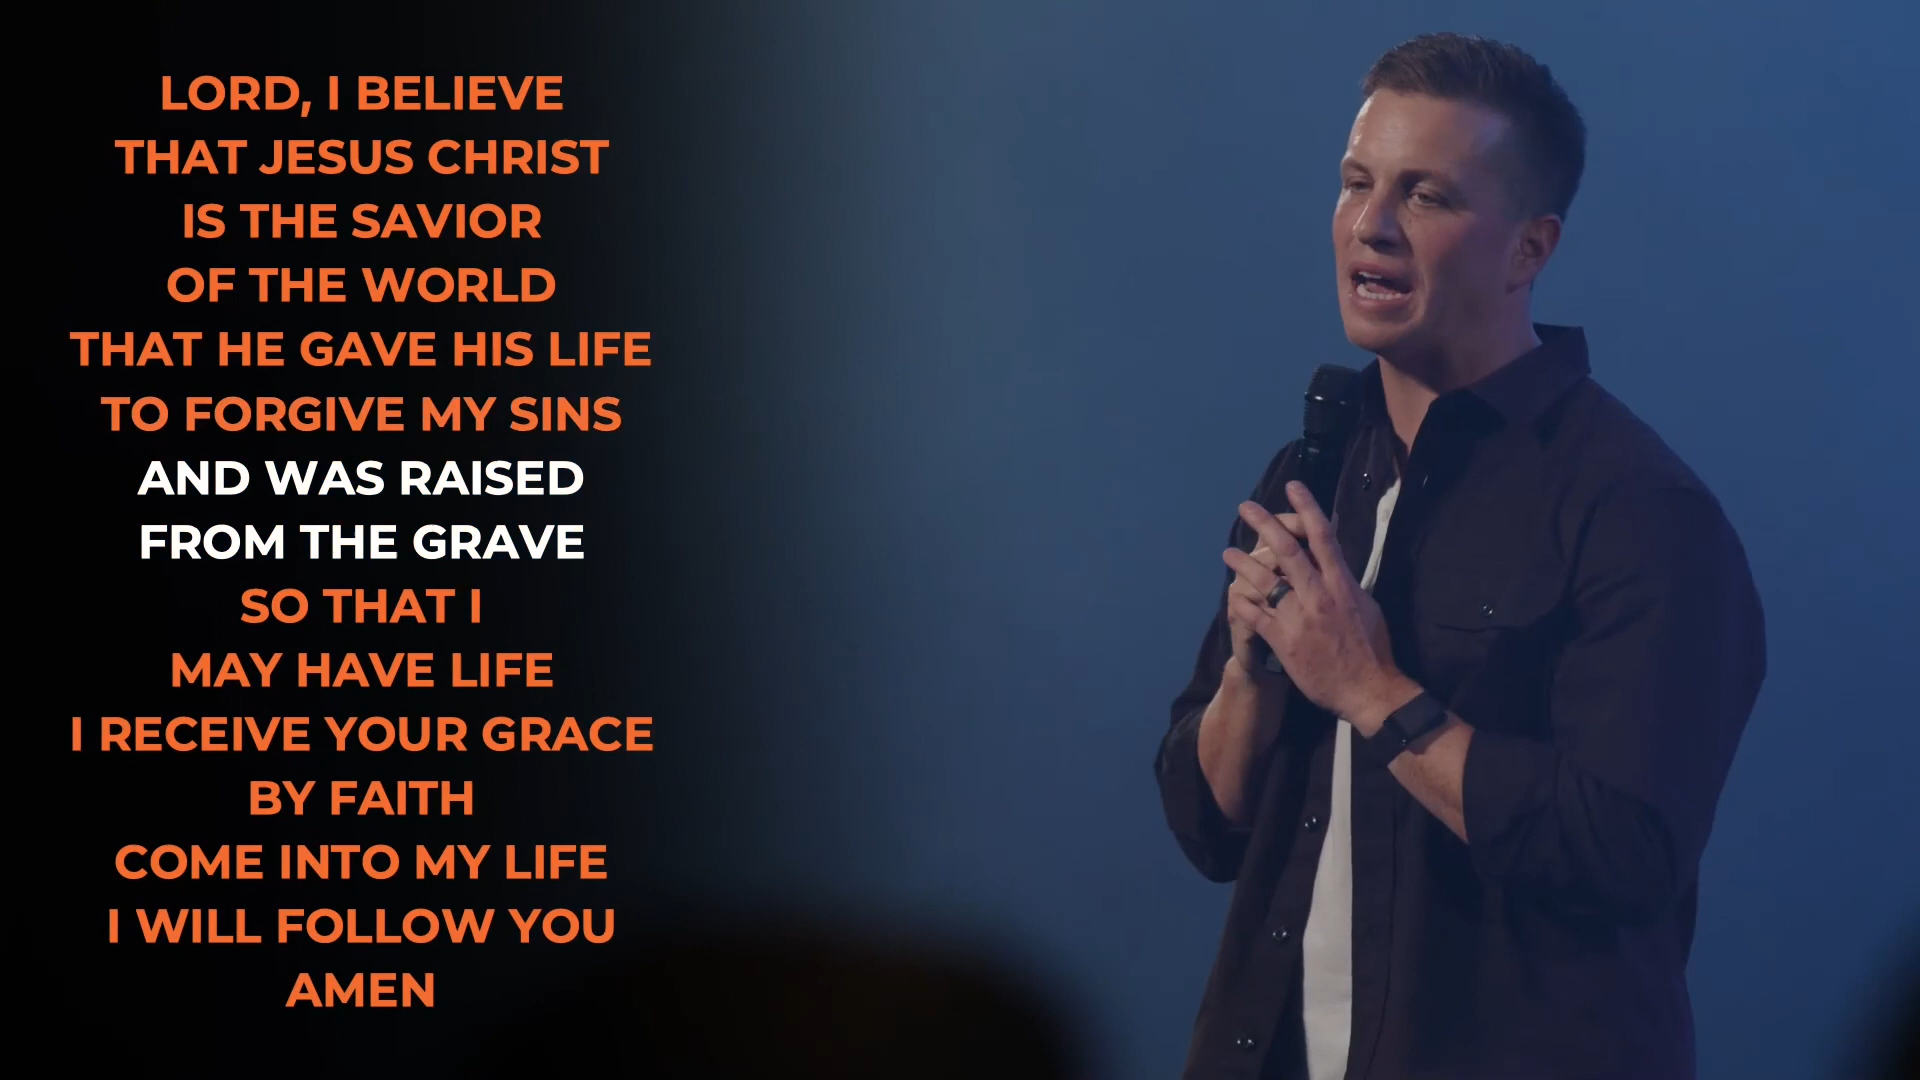 LORD, I BELIEVE
THAT JESUS CHRIST
IS THE SAVIOR
OF THE WORLD
THAT HE GAVE HIS LIFE
TO FORGIVE MY SINS
AND WAS RAISED
FROM THE GRAVE
SO THAT I
MAY HAVE LIFE
I RECEIVE YOUR GRACE
BY FAITH
COME INTO MY LIFE
I WILL FOLLOW YOU
AMEN